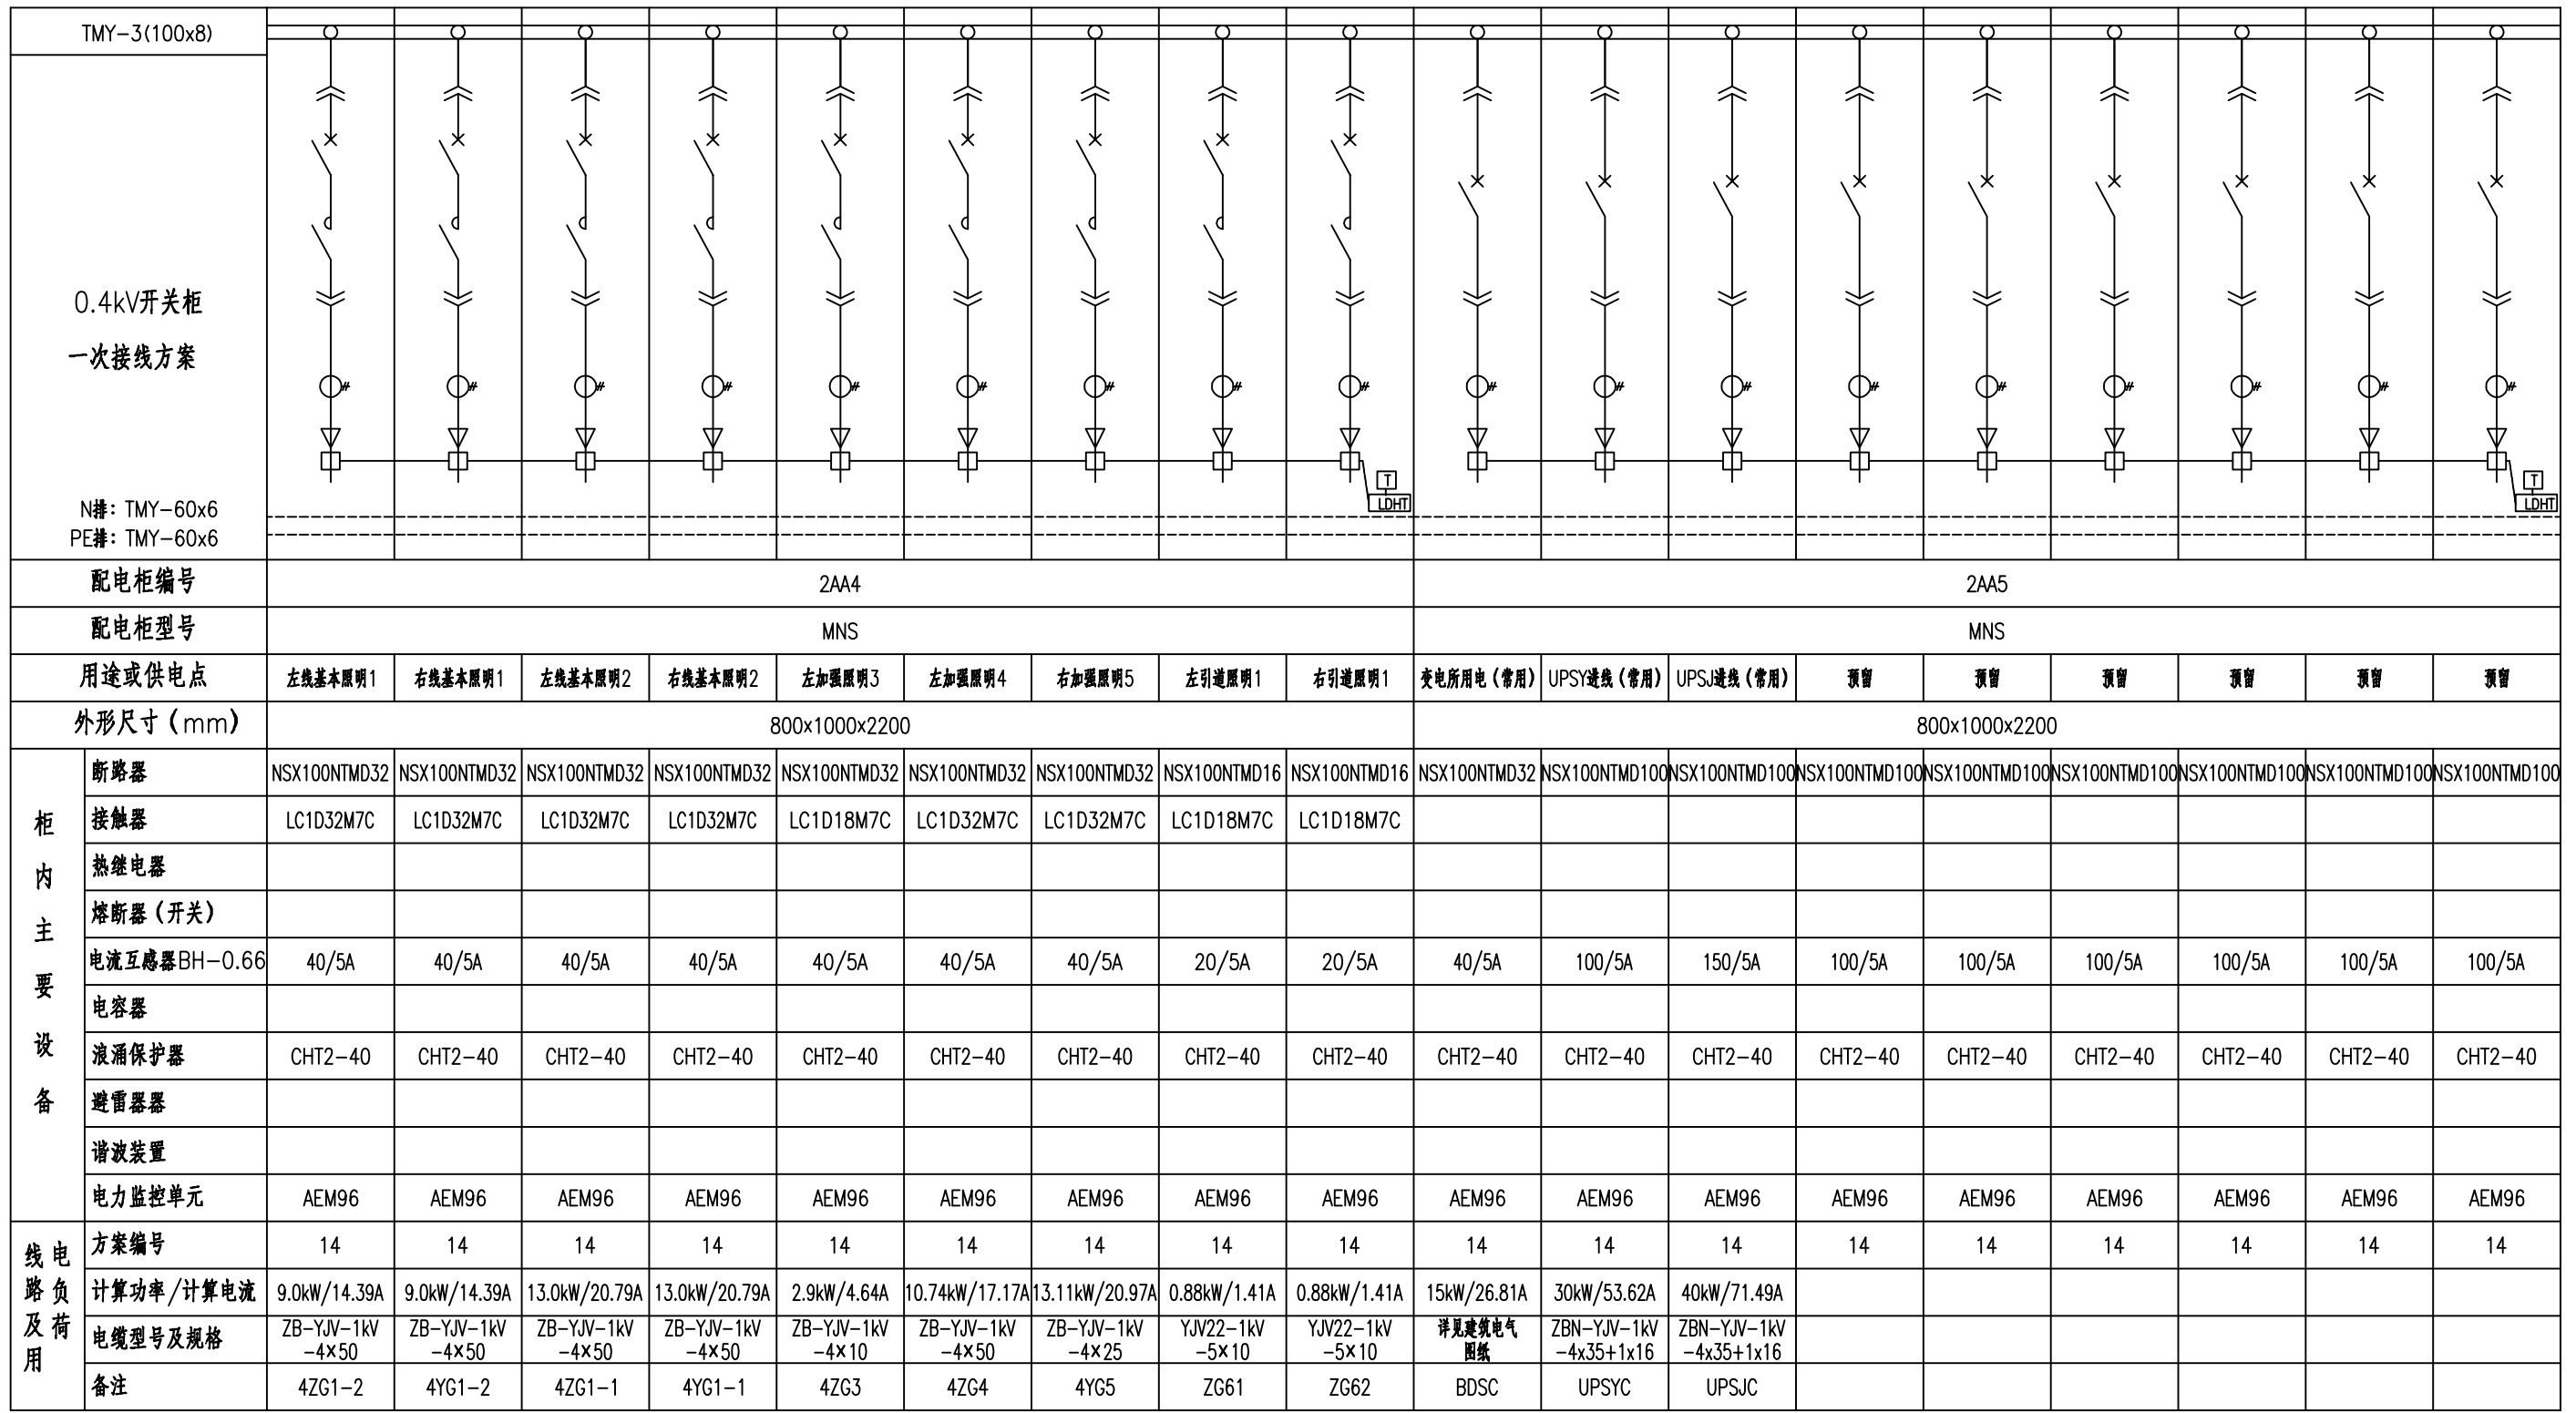 TMY-3(100x8)
0.4kV开关柜
一次接线方案
T
T
LDHT
LDHT
N排: TMY-60x6
PE排: TMY-60x6
配电柜编号 2AA4 2AA5
配电柜型号 MNS MNS
用途或供电点 左线基本照明1 右线基本照明1 左线基本照明2 右线基本照明2 左加强照明3 左加强照明4 右加强照明5 左引道照明1 右引道照明1 变电所用电(常用) UPSY进线(常用) UPSJ进线(常用) 预留 预留 预留 预留 预留 预留
外形尺寸(mm) 800x1000x2200 800x1000x2200
柜内主要设备
断路器 NSX100NTMD32 NSX100NTMD32 NSX100NTMD32 NSX100NTMD32 NSX100NTMD32 NSX100NTMD32 NSX100NTMD32 NSX100NTMD16 NSX100NTMD16 NSX100NTMD32 NSX100NTMD100 NSX100NTMD100 NSX100NTMD100 NSX100NTMD100 NSX100NTMD100 NSX100NTMD100 NSX100NTMD100 NSX100NTMD100
接触器 LC1D32M7C LC1D32M7C LC1D32M7C LC1D32M7C LC1D18M7C LC1D32M7C LC1D32M7C LC1D18M7C LC1D18M7C
热继电器
熔断器(开关)
电流互感器BH-0.66 40/5A 40/5A 40/5A 40/5A 40/5A 40/5A 40/5A 20/5A 20/5A 40/5A 100/5A 150/5A 100/5A 100/5A 100/5A 100/5A 100/5A 100/5A
电容器
浪涌保护器 CHT2-40 CHT2-40 CHT2-40 CHT2-40 CHT2-40 CHT2-40 CHT2-40 CHT2-40 CHT2-40 CHT2-40 CHT2-40 CHT2-40 CHT2-40 CHT2-40 CHT2-40 CHT2-40 CHT2-40 CHT2-40
避雷器器
谐波装置
电力监控单元 AEM96 AEM96 AEM96 AEM96 AEM96 AEM96 AEM96 AEM96 AEM96 AEM96 AEM96 AEM96 AEM96 AEM96 AEM96 AEM96 AEM96 AEM96
线路及用
电负荷
方案编号 14 14 14 14 14 14 14 14 14 14 14 14 14 14 14 14 14 14
计算功率/计算电流 9.0kW/14.39A 9.0kW/14.39A 13.0kW/20.79A 13.0kW/20.79A 2.9kW/4.64A 10.74kW/17.17A 13.11kW/20.97A 0.88kW/1.41A 0.88kW/1.41A 15kW/26.81A 30kW/53.62A 40kW/71.49A
电缆型号及规格 ZB-YJV-1kV ZB-YJV-1kV ZB-YJV-1kV ZB-YJV-1kV ZB-YJV-1kV ZB-YJV-1kV ZB-YJV-1kV YJV22-1kV YJV22-1kV 详见建筑电气 ZBN-YJV-1kV ZBN-YJV-1kV
-4×50 -4×50 -4×50 -4×50 -4×10 -4×50 -4×25 -5×10 -5×10 图纸 -4x35+1x16 -4x35+1x16
备注 4ZG1-2 4YG1-2 4ZG1-1 4YG1-1 4ZG3 4ZG4 4YG5 ZG61 ZG62 BDSC UPSYC UPSJC